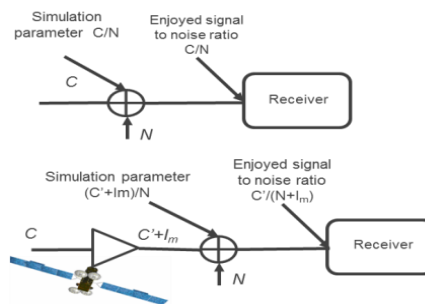 Simulation
parameter C/N
Enjoyed signal
to noise ratio
C/N
C
Receiver
N
Simulation parameter
(C'+Im)/N
Enjoyed signal
to noise ratio
C'/(N+Im)
C
C'+Im
Receiver
N